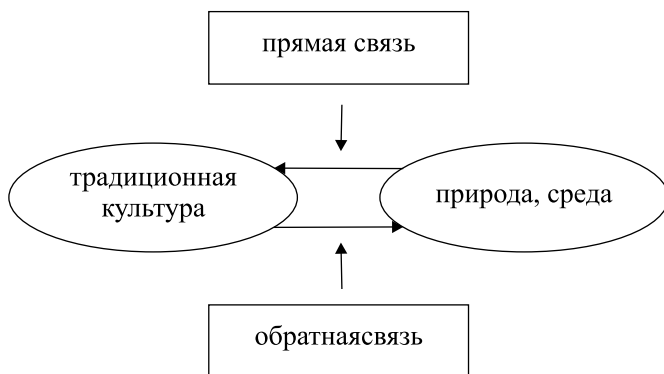 прямая связь
традиционная
культура
природа, среда
обратнаясвязь